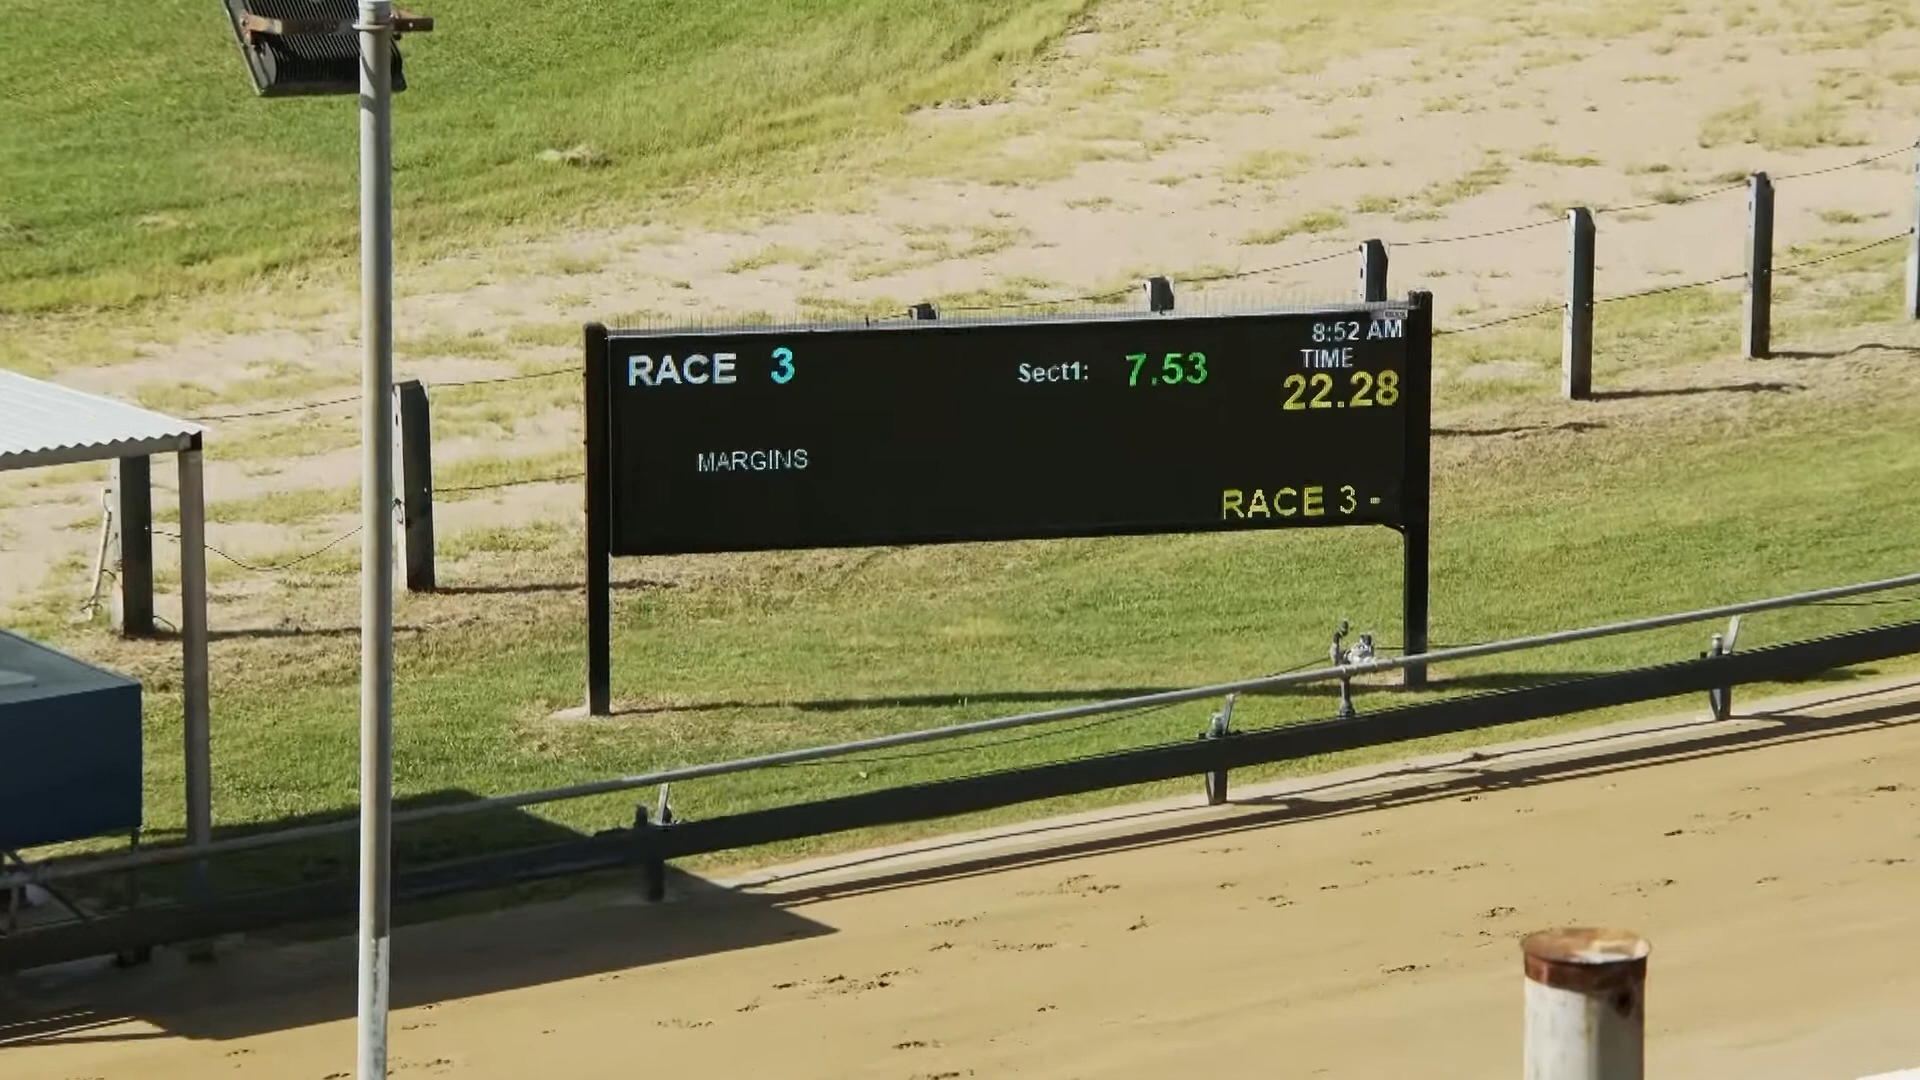 8:52 AM
RACE 3 Sect1: 7.53 TIME
22.28
MARGINS
RACE 3 -